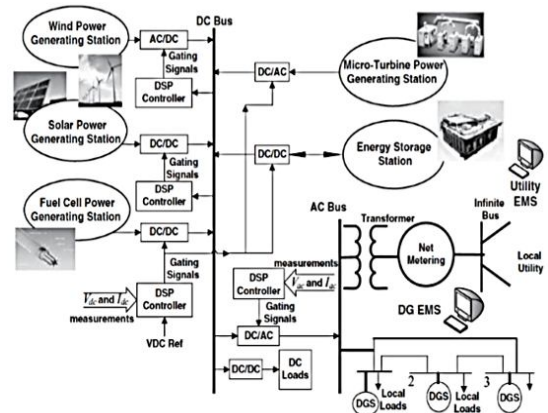 Wind Power
Generating Station
AC/DC
Gating
Signals
DSP
Controller
DC Bus
Solar Power
Generating Station
DC/DC
Gating
Signals
DSP
Controller
Fuel Cell Power
Generating Station
DC/DC
Gating
Signals
Vdc and Idc
measurements
DSP
Controller
VDC Ref
DC/AC
Micro-Turbine Power
Generating Station
DC/DC
Energy Storage
Station
Utility
EMS
AC Bus
Transformer
Infinite
Bus
Net
Metering
Local
Utility
measurements
Vdc and Idc
DSP
Controller
Gating
Signals
DC/AC
DG EMS
DC/DC
DC
Loads
DGS
Local
Loads
2
DGS
Local
Loads
3
DGS